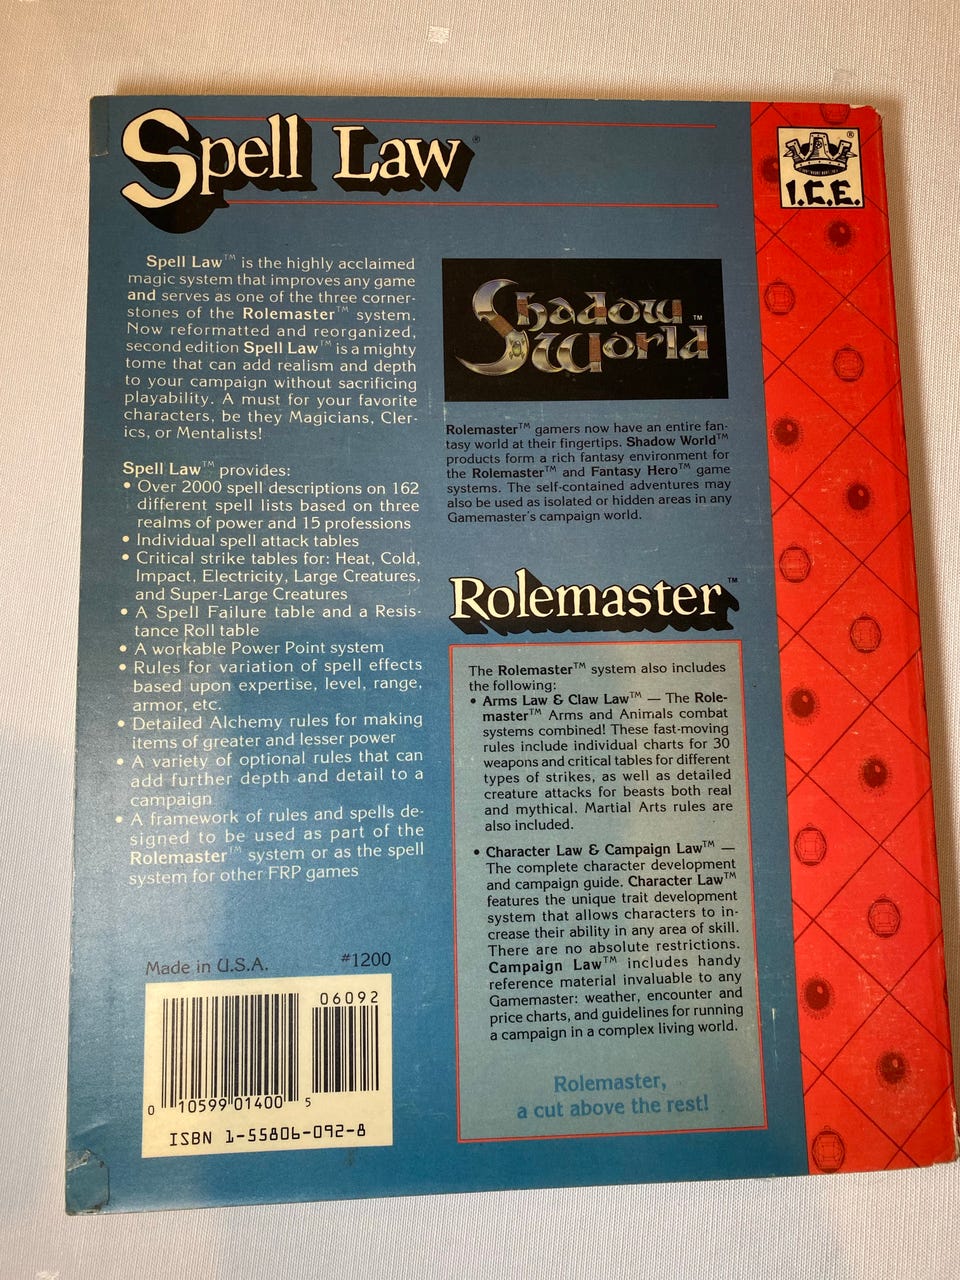 Spell Law®
I.C.E.®
Spell Law™ is the highly acclaimed
magic system that improves any game
and serves as one of the three corner-
stones of the Rolemaster™ system.
Now reformatted and reorganized,
second edition Spell Law™ is a mighty
tome that can add realism and depth
to your campaign without sacrificing
playability. A must for your favorite
characters, be they Magicians, Cler-
ics, or Mentalists!
Spell Law™ provides:
• Over 2000 spell descriptions on 162
different spell lists based on three
realms of power and 15 professions
• Individual spell attack tables
• Critical strike tables for: Heat, Cold,
Impact, Electricity, Large Creatures,
and Super-Large Creatures
• A Spell Failure table and a Resis-
tance Roll table
• A workable Power Point system
• Rules for variation of spell effects
based upon expertise, level, range,
armor, etc.
• Detailed Alchemy rules for making
items of greater and lesser power
• A variety of optional rules that can
add further depth and detail to a
campaign
• A framework of rules and spells de-
signed to be used as part of the
Rolemaster™ system or as the spell
system for other FRP games
Made in U.S.A. #1200
06092
0 10599 01400 5
ISBN 1-55806-092-8
Shadow
World™
Rolemaster™ gamers now have an entire fan-
tasy world at their fingertips. Shadow World™
products form a rich fantasy environment for
the Rolemaster™ and Fantasy Hero™ game
systems. The self-contained adventures may
also be used as isolated or hidden areas in any
Gamemaster's campaign world.
Rolemaster™
The Rolemaster™ system also includes
the following:
• Arms Law & Claw Law™ — The Role-
master™ Arms and Animals combat
systems combined! These fast-moving
rules include individual charts for 30
weapons and critical tables for different
types of strikes, as well as detailed
creature attacks for beasts both real
and mythical. Martial Arts rules are
also included.
• Character Law & Campaign Law™ —
The complete character development
and campaign guide. Character Law™
features the unique trait development
system that allows characters to in-
crease their ability in any area of skill.
There are no absolute restrictions.
Campaign Law™ includes handy
reference material invaluable to any
Gamemaster: weather, encounter and
price charts, and guidelines for running
a campaign in a complex living world.
Rolemaster,
a cut above the rest!